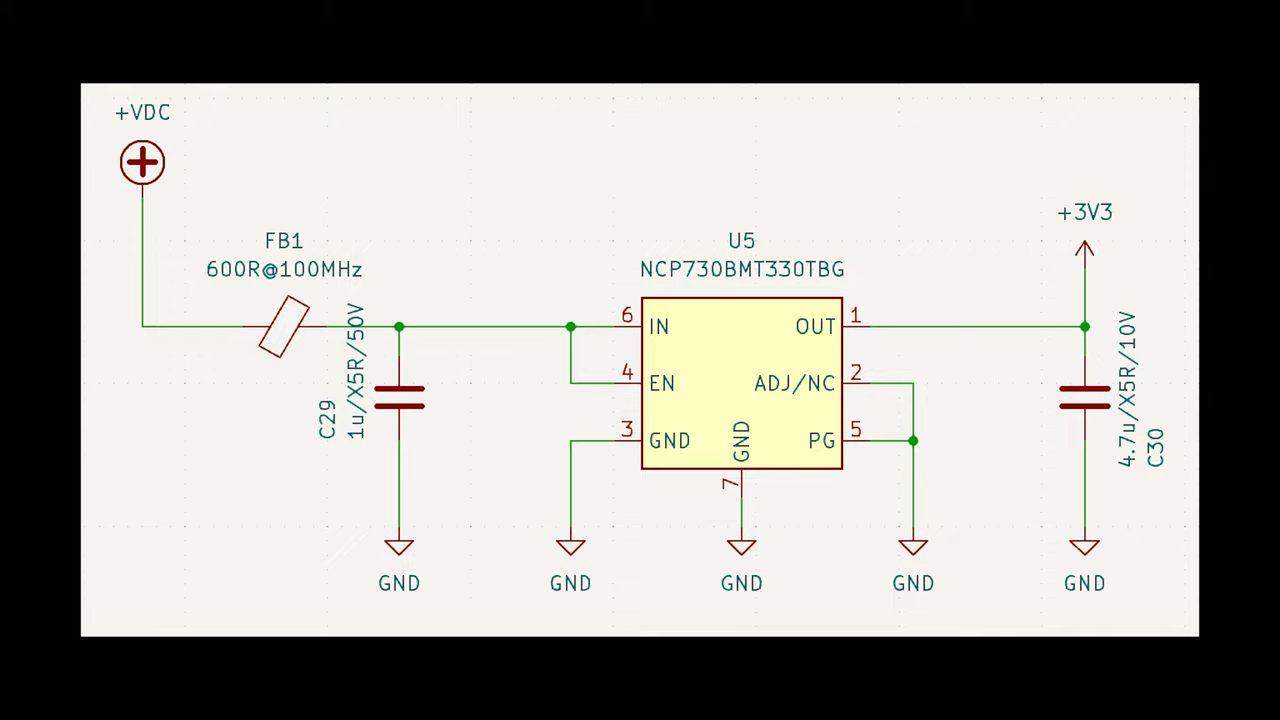 +VDC
+3V3
FB1
600R@100MHz
U5
NCP730BMT330TBG
6
IN
OUT
1
4
EN
ADJ/NC
2
3
GND
GND
PG
5
7
C29
1u/X5R/50V
4.7u/X5R/10V
C30
GND
GND
GND
GND
GND